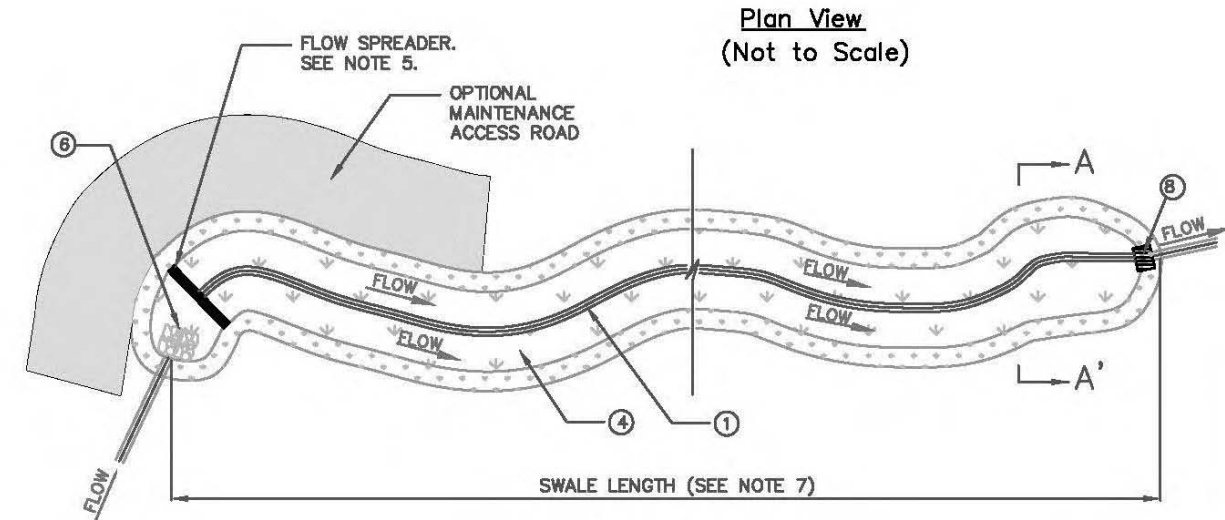 Plan View
(Not to Scale)
FLOW SPREADER.
SEE NOTE 5.
OPTIONAL
MAINTENANCE
ACCESS ROAD
6
A
8
FLOW
FLOW
FLOW
FLOW
FLOW
A'
4
1
FLOW
SWALE LENGTH (SEE NOTE 7)